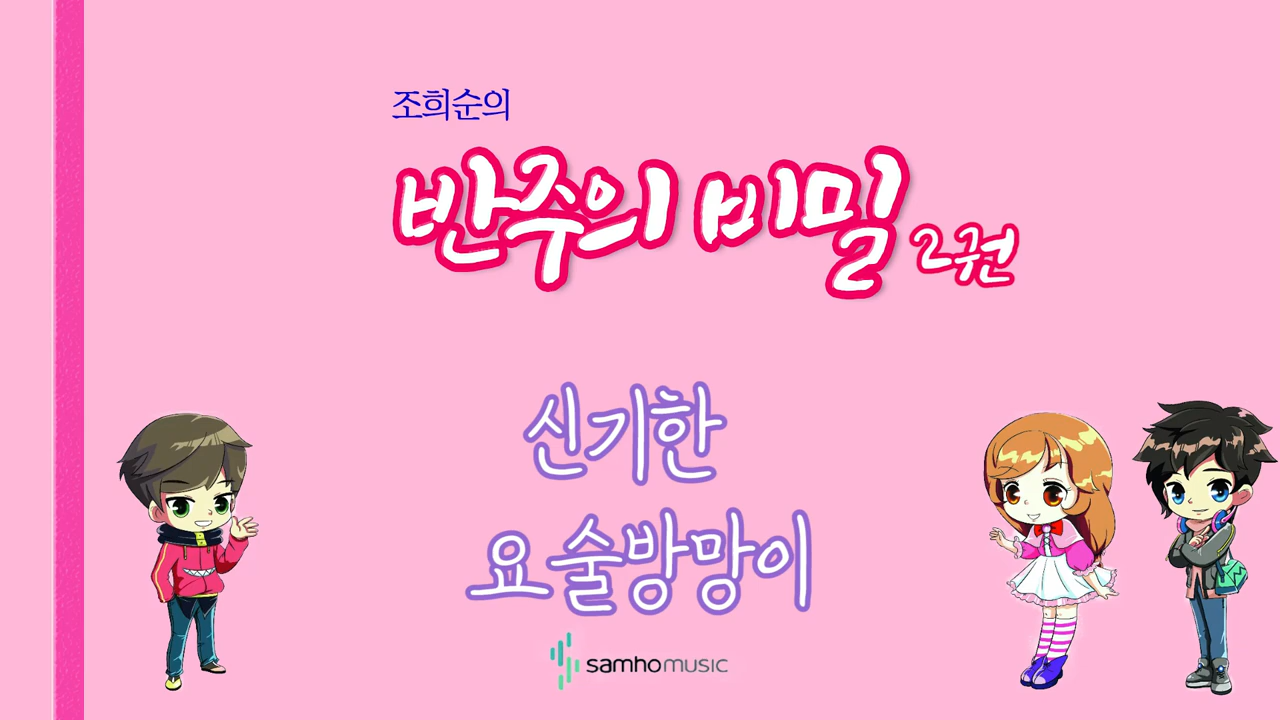 조희순의
반주의 비밀 2권
신기한
요술방망이
samhomusic